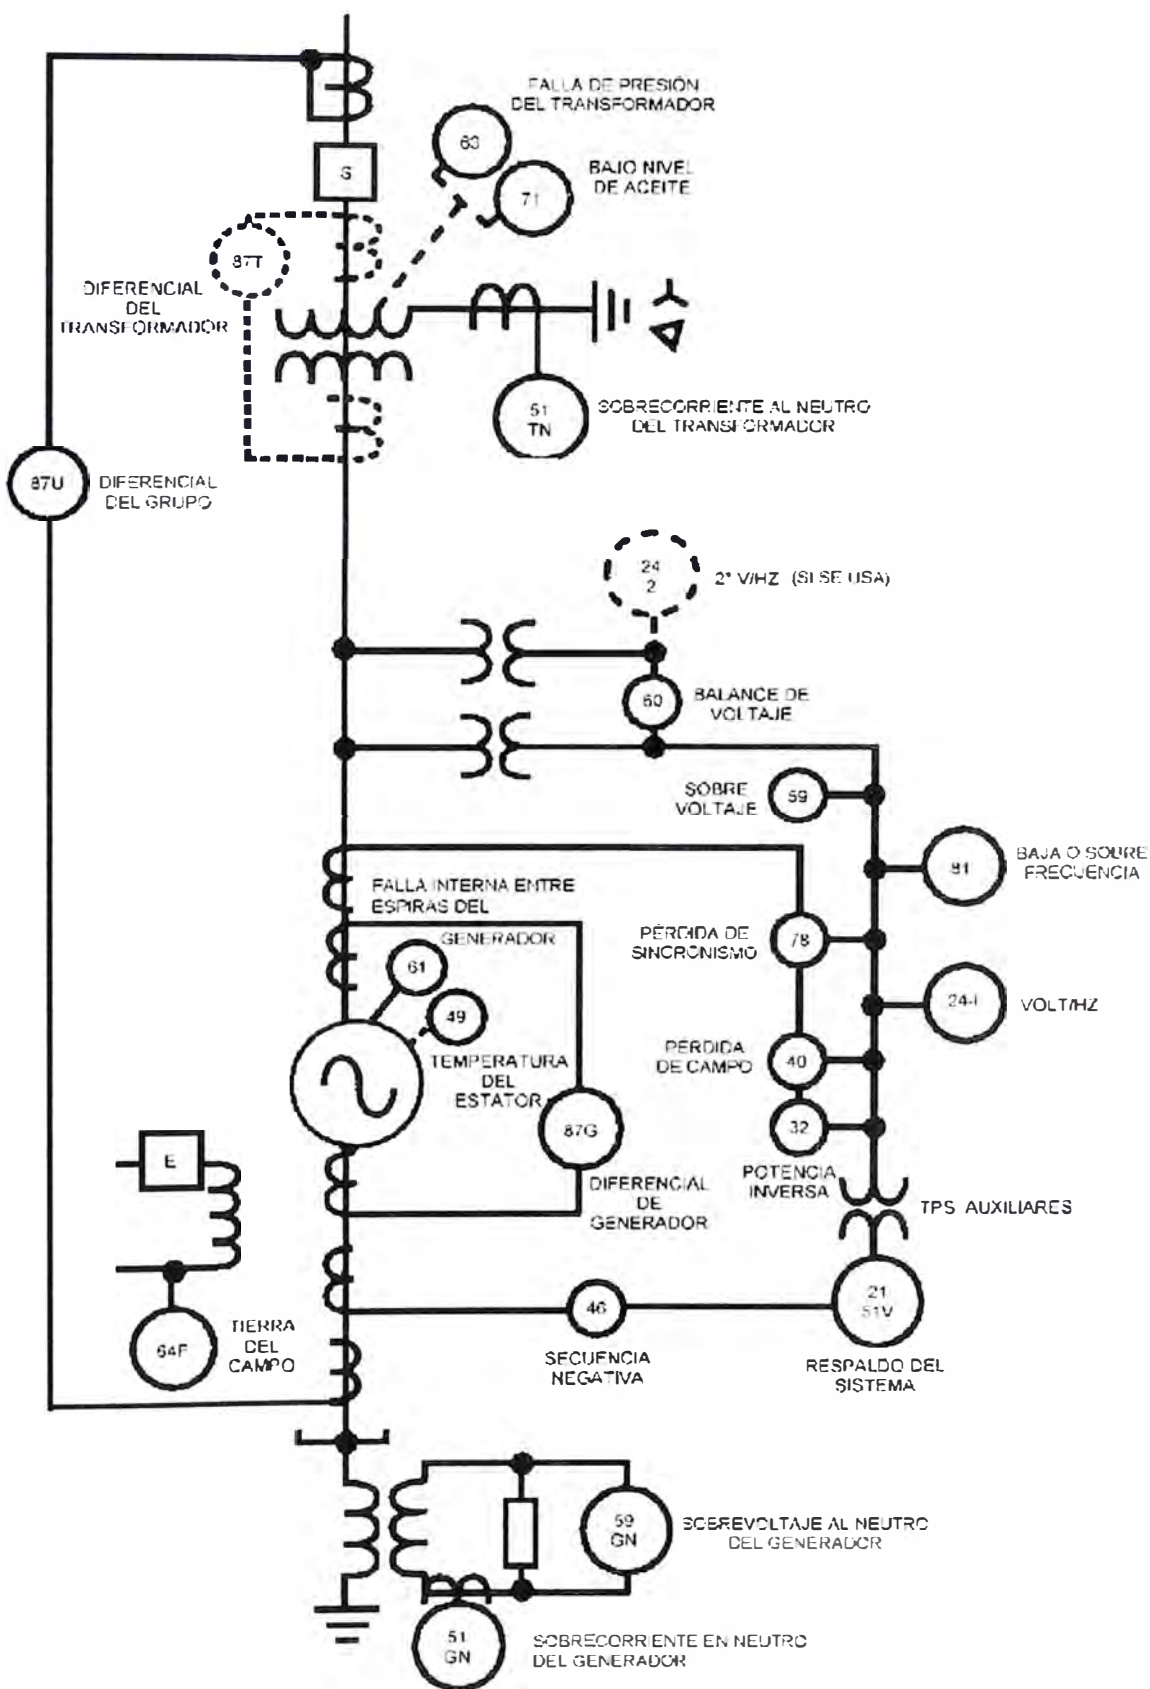 FALLA DE PRESIÓN
DEL TRANSFORMADOR
63
BAJO NIVEL
DE ACEITE
71
S
87T
DIFERENCIAL
DEL
TRANSFORMADOR
51
TN
SOBRECORRIENTE AL NEUTRO
DEL TRANSFORMADOR
87U
DIFERENCIAL
DEL GRUPO
24
2
2° V/HZ (SI SE USA)
60
BALANCE DE
VOLTAJE
SOBRE
VOLTAJE
59
81
BAJA O SOBRE
FRECUENCIA
FALLA INTERNA ENTRE
ESPIRAS DEL
GENERADOR
61
49
TEMPERATURA
DEL
ESTATOR
PÉRDIDA DE
SINCRONISMO
78
VOLT/HZ
PÉRDIDA
DE CAMPO
40
32
POTENCIA
INVERSA
87G
DIFERENCIAL
DE
GENERADOR
TPS AUXILIARES
E
64F
TIERRA
DEL
CAMPO
46
SECUENCIA
NEGATIVA
21
51V
RESPALDO DEL
SISTEMA
59
GN
SOBREVOLTAJE AL NEUTRO
DEL GENERADOR
51
GN
SOBRECORRIENTE EN NEUTRO
DEL GENERADOR